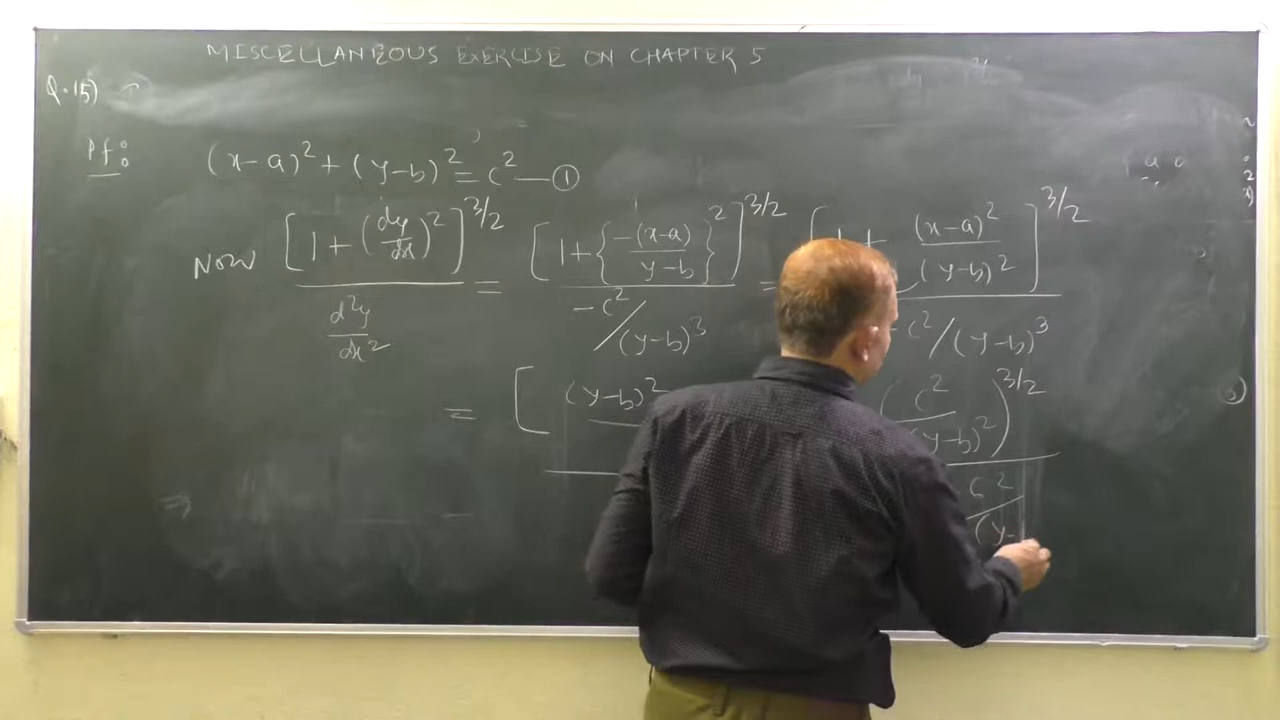 MISCELLANEOUS EXERCISE ON CHAPTER 5
Q.15)
Pf: (x-a)² + (y-b)² = c² — ①
Now [1+(dy/dx)²]^3/2 / d²y/dx² = [1+{-(x-a)/y-b}²]^3/2 / -c²/(y-b)³ = [1+ (x-a)²/(y-b)²]^3/2 / c²/(y-b)³
= [ (y-b)² (c²/(y-b)²)^3/2 / c²/(y-
⇒